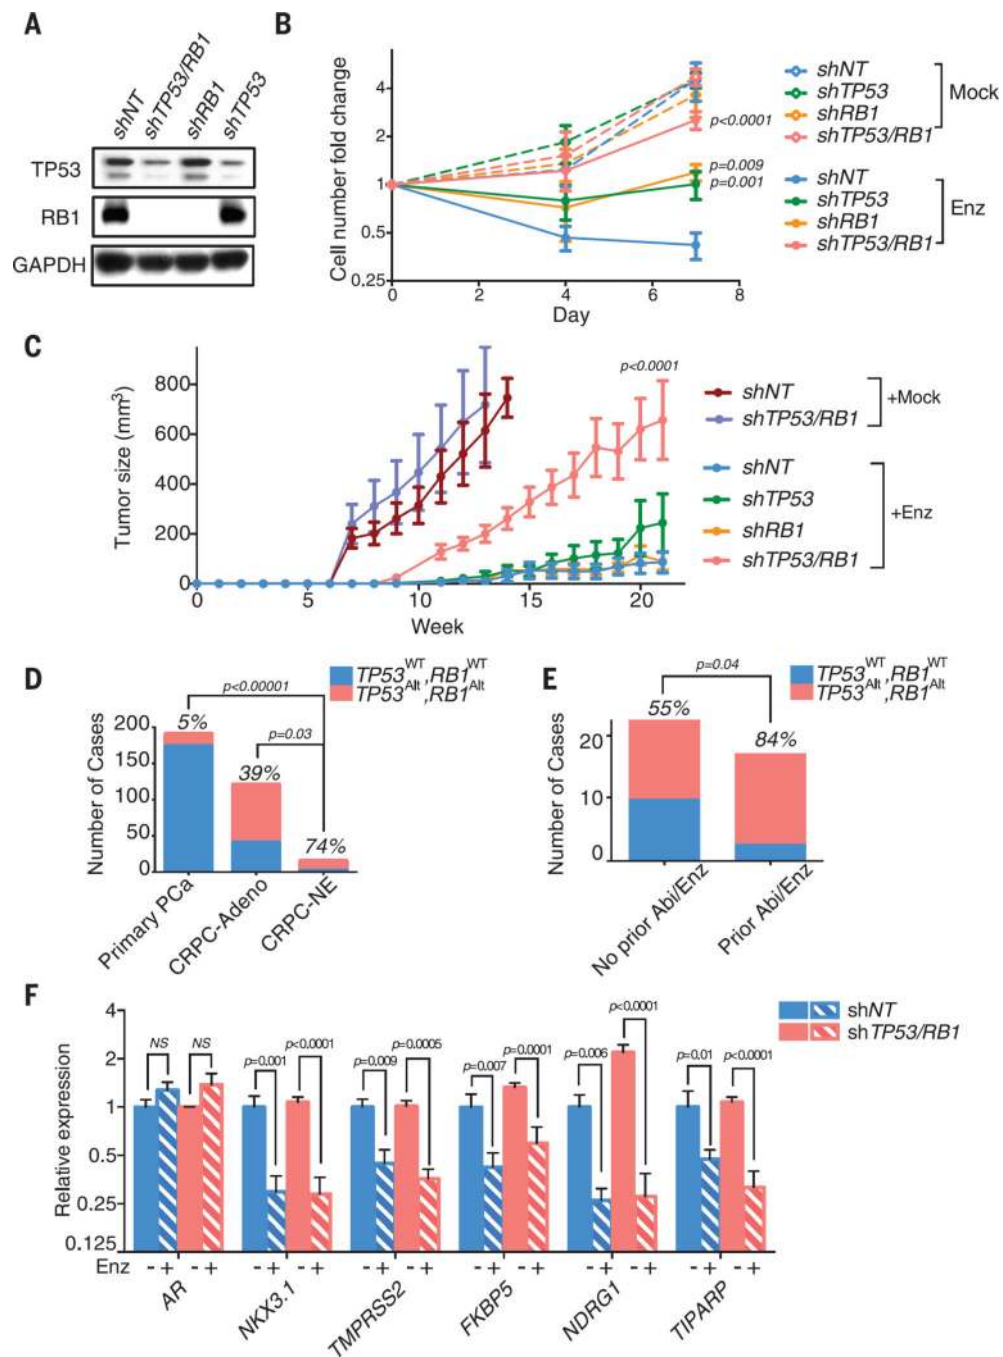 A
shNT
shTP53/RB1
shRB1
shTP53
TP53
RB1
GAPDH
B
Cell number fold change
4
2
1
0.5
0.25
0 2 4 6 8
Day
p<0.0001
p=0.009
p=0.001
shNT
shTP53
shRB1
shTP53/RB1
Mock
shNT
shTP53
shRB1
shTP53/RB1
Enz
C
Tumor size (mm³)
800
600
400
200
0
0 5 10 15 20
Week
p<0.0001
shNT
shTP53/RB1
+Mock
shNT
shTP53
shRB1
shTP53/RB1
+Enz
D
TP53ᵂᵀ,RB1ᵂᵀ
TP53ᴬˡᵗ,RB1ᴬˡᵗ
p<0.00001
p=0.03
5%
39%
74%
Number of Cases
200
150
100
50
0
Primary PCa
CRPC-Adeno
CRPC-NE
E
TP53ᵂᵀ,RB1ᵂᵀ
TP53ᴬˡᵗ,RB1ᴬˡᵗ
p=0.04
55%
84%
Number of Cases
20
10
0
No prior Abi/Enz
Prior Abi/Enz
F
shNT
shTP53/RB1
Relative expression
4
2
1
0.5
0.25
0.125
NS NS
p=0.001 p<0.0001
p=0.009 p=0.0005
p=0.007 p=0.0001
p=0.006 p<0.0001
p=0.01 p<0.0001
Enz - + - + - + - + - + - + - + - + - + - + - + - +
AR
NKX3.1
TMPRSS2
FKBP5
NDRG1
TIPARP